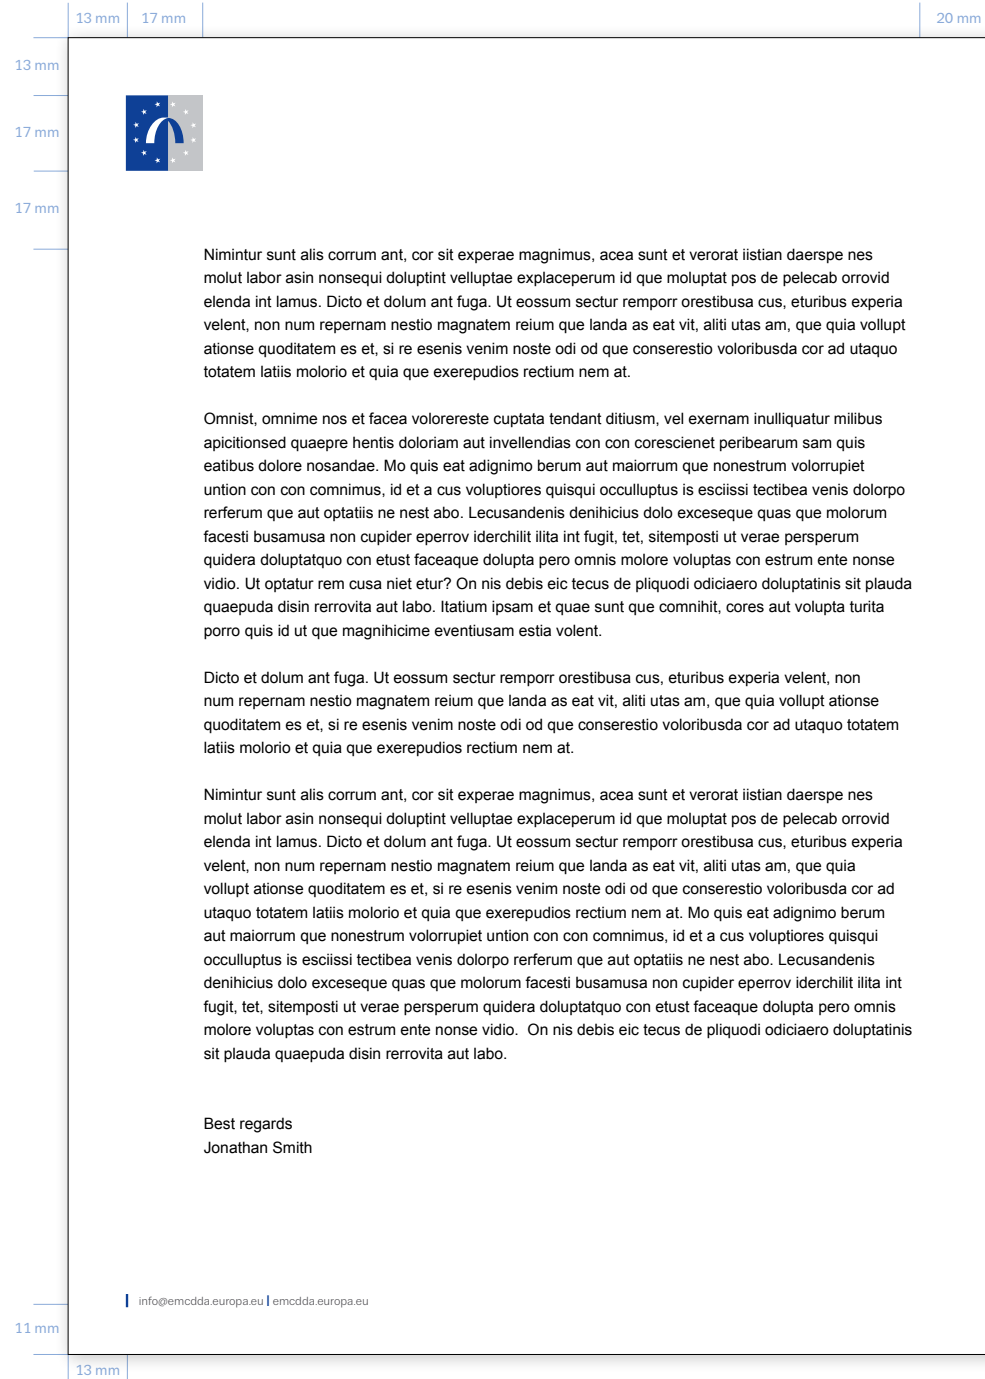 13 mm 17 mm 20 mm
13 mm
17 mm
17 mm
Nimintur sunt alis corrum ant, cor sit experae magnimus, acea sunt et verorat iistian daerspe nes
molut labor asin nonsequi doluptint velluptae explaceperum id que moluptat pos de pelecab orrovid
elenda int lamus. Dicto et dolum ant fuga. Ut eossum sectur remporr orestibusa cus, eturibus experia
velent, non num repernam nestio magnatem reium que landa as eat vit, aliti utas am, que quia vollupt
ationse quoditatem es et, si re esenis venim noste odi od que conserestio voloribusda cor ad utaquo
totatem latiis molorio et quia que exerepudios rectium nem at.
Omnist, omnime nos et facea volorereste cuptata tendant ditiusm, vel exernam inulliquatur milibus
apicitionsed quaepre hentis doloriam aut invellendias con con corescienet peribearum sam quis
eatibus dolore nosandae. Mo quis eat adignimo berum aut maiorrum que nonestrum volorrupiet
untion con con comnimus, id et a cus voluptiores quisqui occulluptus is esciissi tectibea venis dolorpo
rerferum que aut optatiis ne nest abo. Lecusandenis denihicius dolo exceseque quas que molorum
facesti busamusa non cupider eperrov iderchilit ilita int fugit, tet, sitemposti ut verae persperum
quidera doluptatquo con etust faceaque dolupta pero omnis molore voluptas con estrum ente nonse
vidio. Ut optatur rem cusa niet etur? On nis debis eic tecus de pliquodi odiciaero doluptatinis sit plauda
quaepuda disin rerrovita aut labo. Itatium ipsam et quae sunt que comnihit, cores aut volupta turita
porro quis id ut que magnihicime eventiusam estia volent.
Dicto et dolum ant fuga. Ut eossum sectur remporr orestibusa cus, eturibus experia velent, non
num repernam nestio magnatem reium que landa as eat vit, aliti utas am, que quia vollupt ationse
quoditatem es et, si re esenis venim noste odi od que conserestio voloribusda cor ad utaquo totatem
latiis molorio et quia que exerepudios rectium nem at.
Nimintur sunt alis corrum ant, cor sit experae magnimus, acea sunt et verorat iistian daerspe nes
molut labor asin nonsequi doluptint velluptae explaceperum id que moluptat pos de pelecab orrovid
elenda int lamus. Dicto et dolum ant fuga. Ut eossum sectur remporr orestibusa cus, eturibus experia
velent, non num repernam nestio magnatem reium que landa as eat vit, aliti utas am, que quia
vollupt ationse quoditatem es et, si re esenis venim noste odi od que conserestio voloribusda cor ad
utaquo totatem latiis molorio et quia que exerepudios rectium nem at. Mo quis eat adignimo berum
aut maiorrum que nonestrum volorrupiet untion con con comnimus, id et a cus voluptiores quisqui
occulluptus is esciissi tectibea venis dolorpo rerferum que aut optatiis ne nest abo. Lecusandenis
denihicius dolo exceseque quas que molorum facesti busamusa non cupider eperrov iderchilit ilita int
fugit, tet, sitemposti ut verae persperum quidera doluptatquo con etust faceaque dolupta pero omnis
molore voluptas con estrum ente nonse vidio. On nis debis eic tecus de pliquodi odiciaero doluptatinis
sit plauda quaepuda disin rerrovita aut labo.
Best regards
Jonathan Smith
info@emcdda.europa.eu | emcdda.europa.eu
11 mm
13 mm